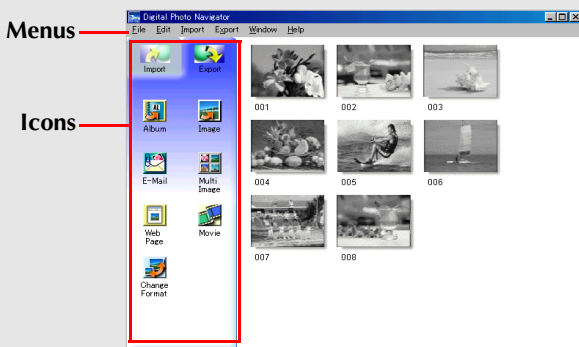 Digital Photo Navigator
Menus
File Edit Import Export Window Help
Import Export
Icons
Album Image
E-Mail Multi Image
Web Page Movie
Change Format
001 002 003
004 005 006
007 008